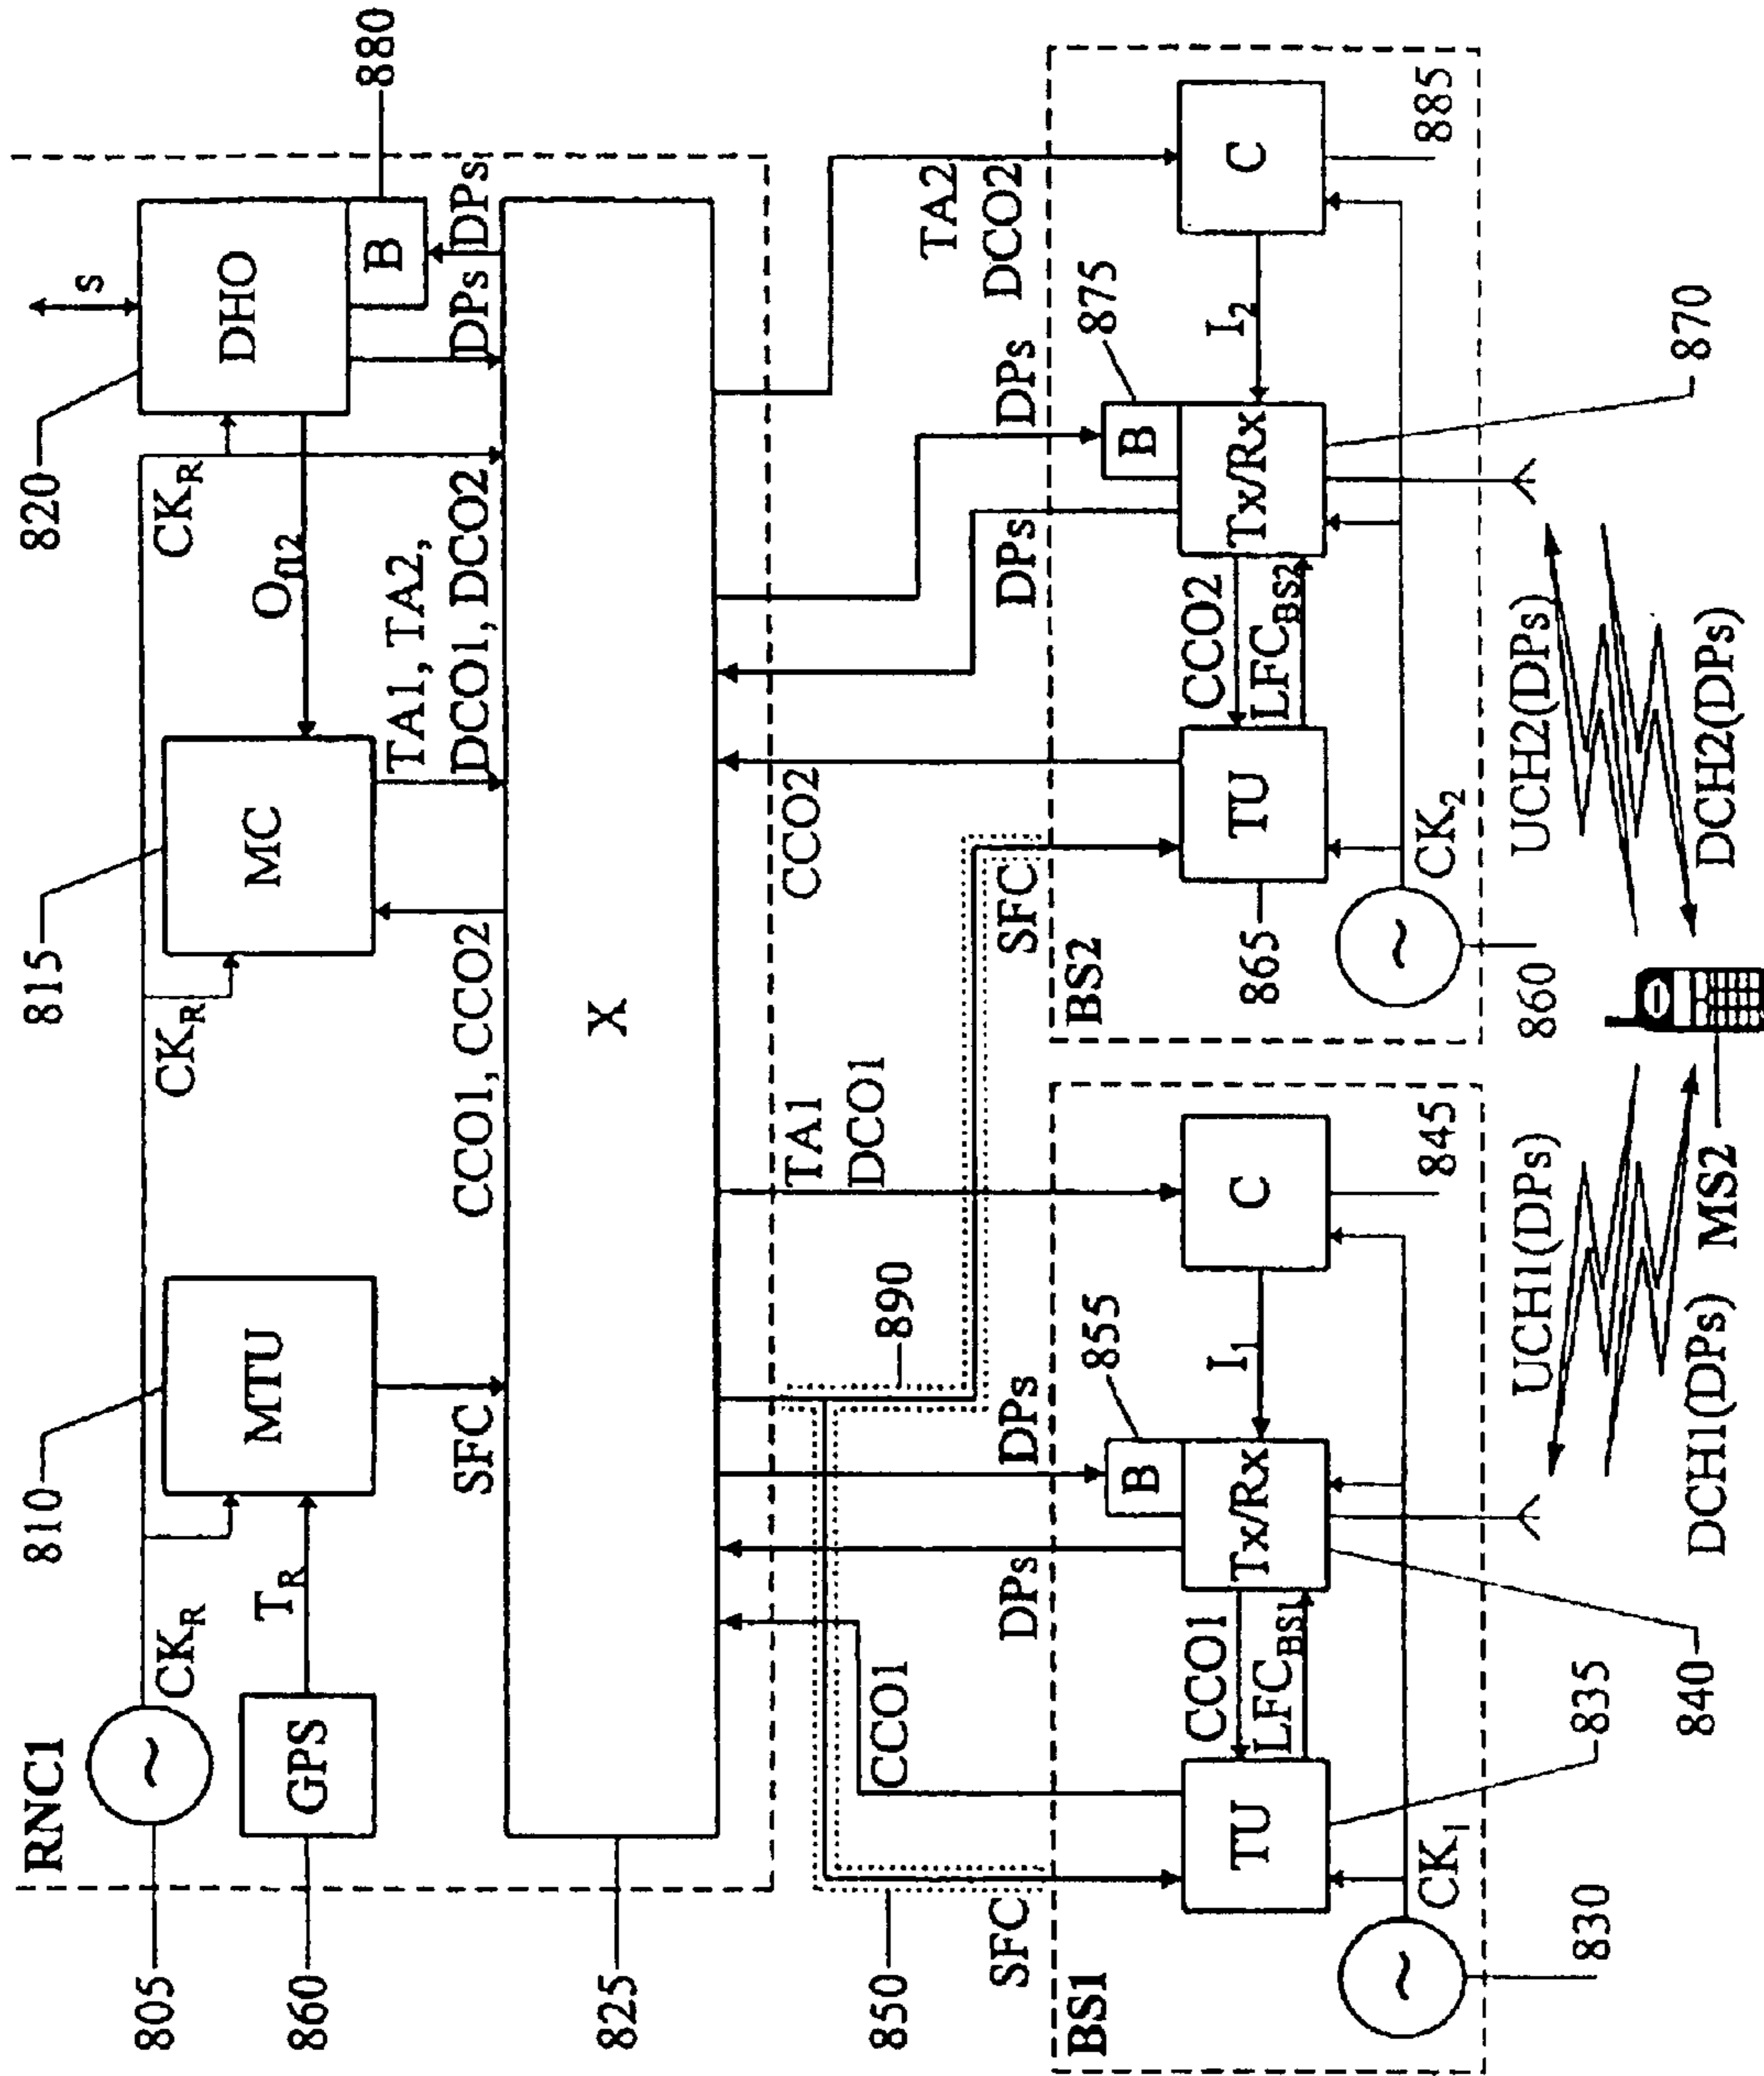 RNC1
805
CK_R
860
GPS
T_R
810
MTU
SFC
CK_R
815
MC
CCO1, CCO2
TA1, TA2,
DCO1, DCO2
820
CK_R
O_fl2
s
DHO
B
880
DPs
DPs
825
X
850
SFC
CCO1
DPs
DPs
890
TA1
DCO1
SFC
CCO2
DPs
DPs
TA2
DCO2
BS1
TU
CCO1
LFC_BS1
Tx/Rx
B
855
I_1
C
845
CK_1
830
835
840
BS2
TU
865
CCO2
LFC_BS2
Tx/Rx
B
875
I_2
C
885
CK_2
860
870
UCH1(DPs)
DCH1(DPs)
MS2
UCH2(DPs)
DCH2(DPs)